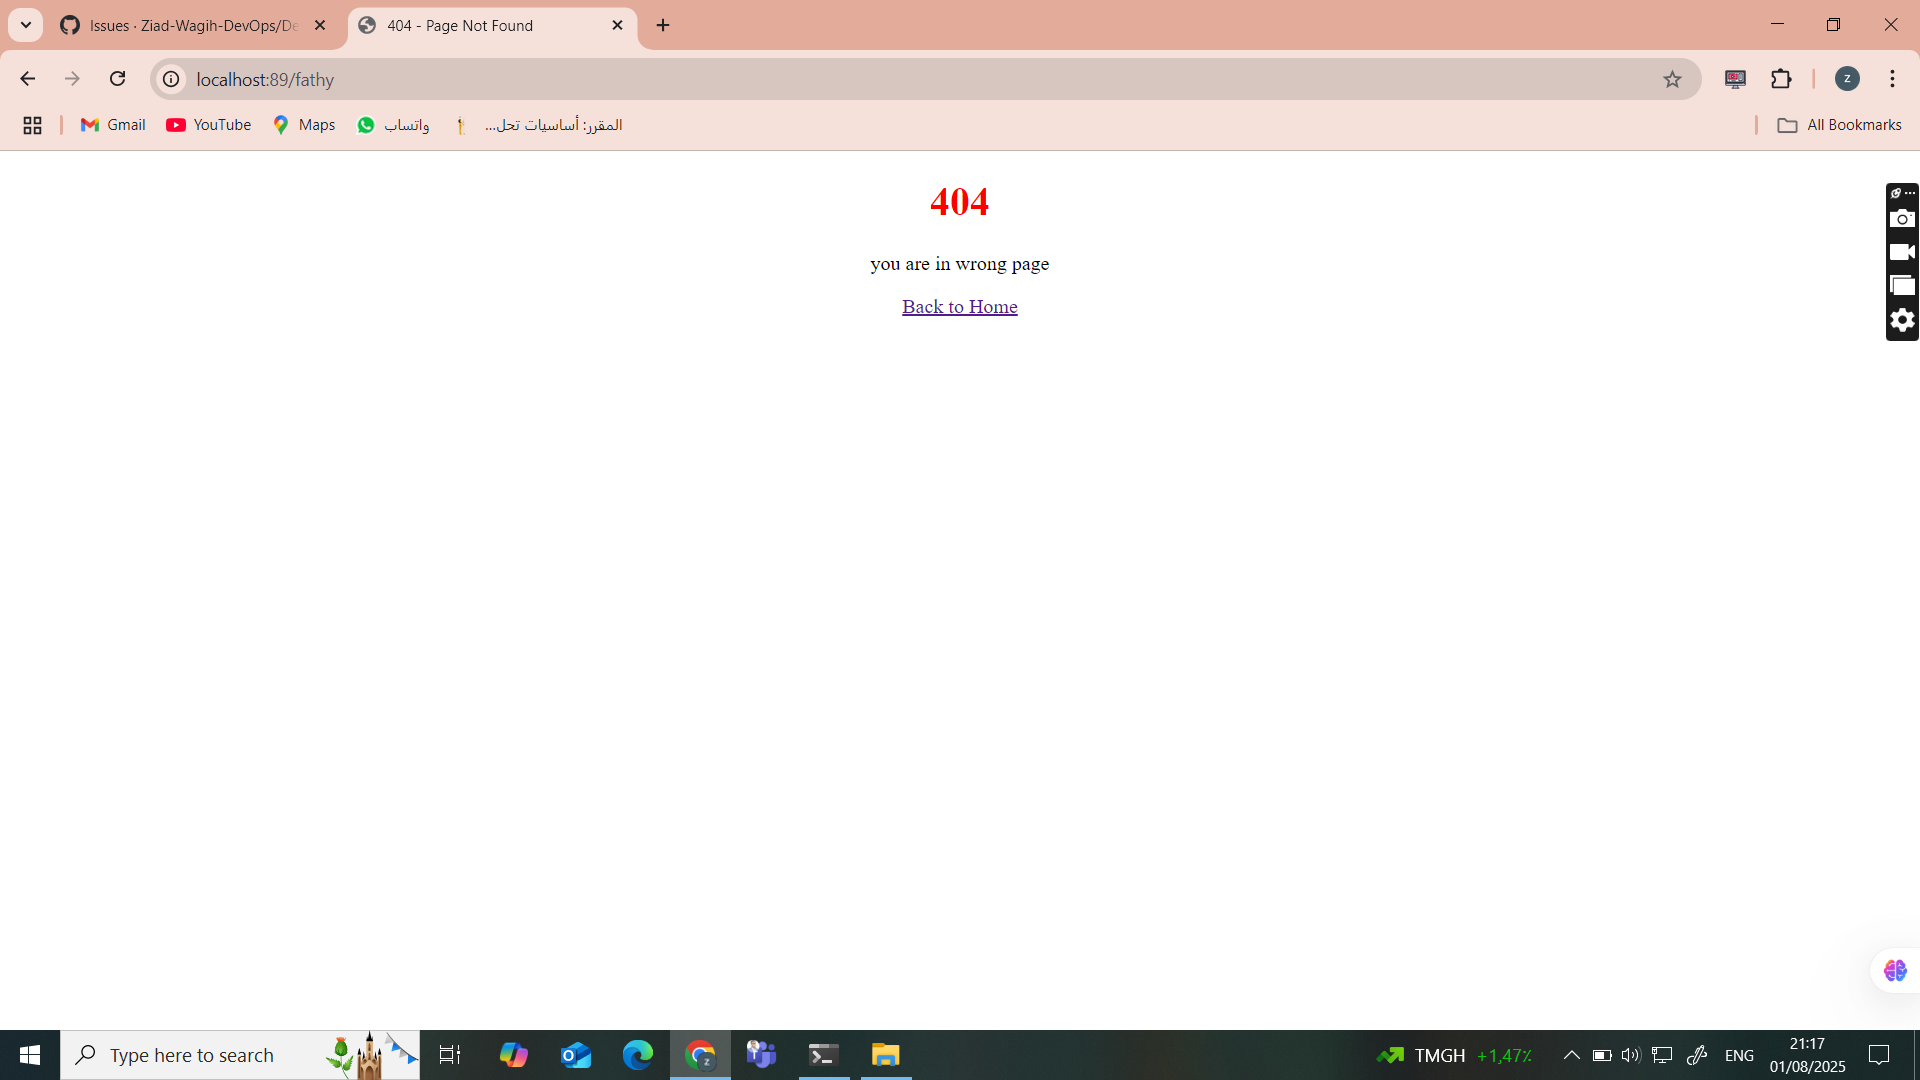 Issues · Ziad-Wagih-DevOps/De
404 - Page Not Found
localhost:89/fathy
Z
Gmail
YouTube
Maps
واتساب
المقرر: أساسيات تحل...
All Bookmarks
404
you are in wrong page
Back to Home
Type here to search
TMGH +1,47٪
ENG
21:17
01/08/2025